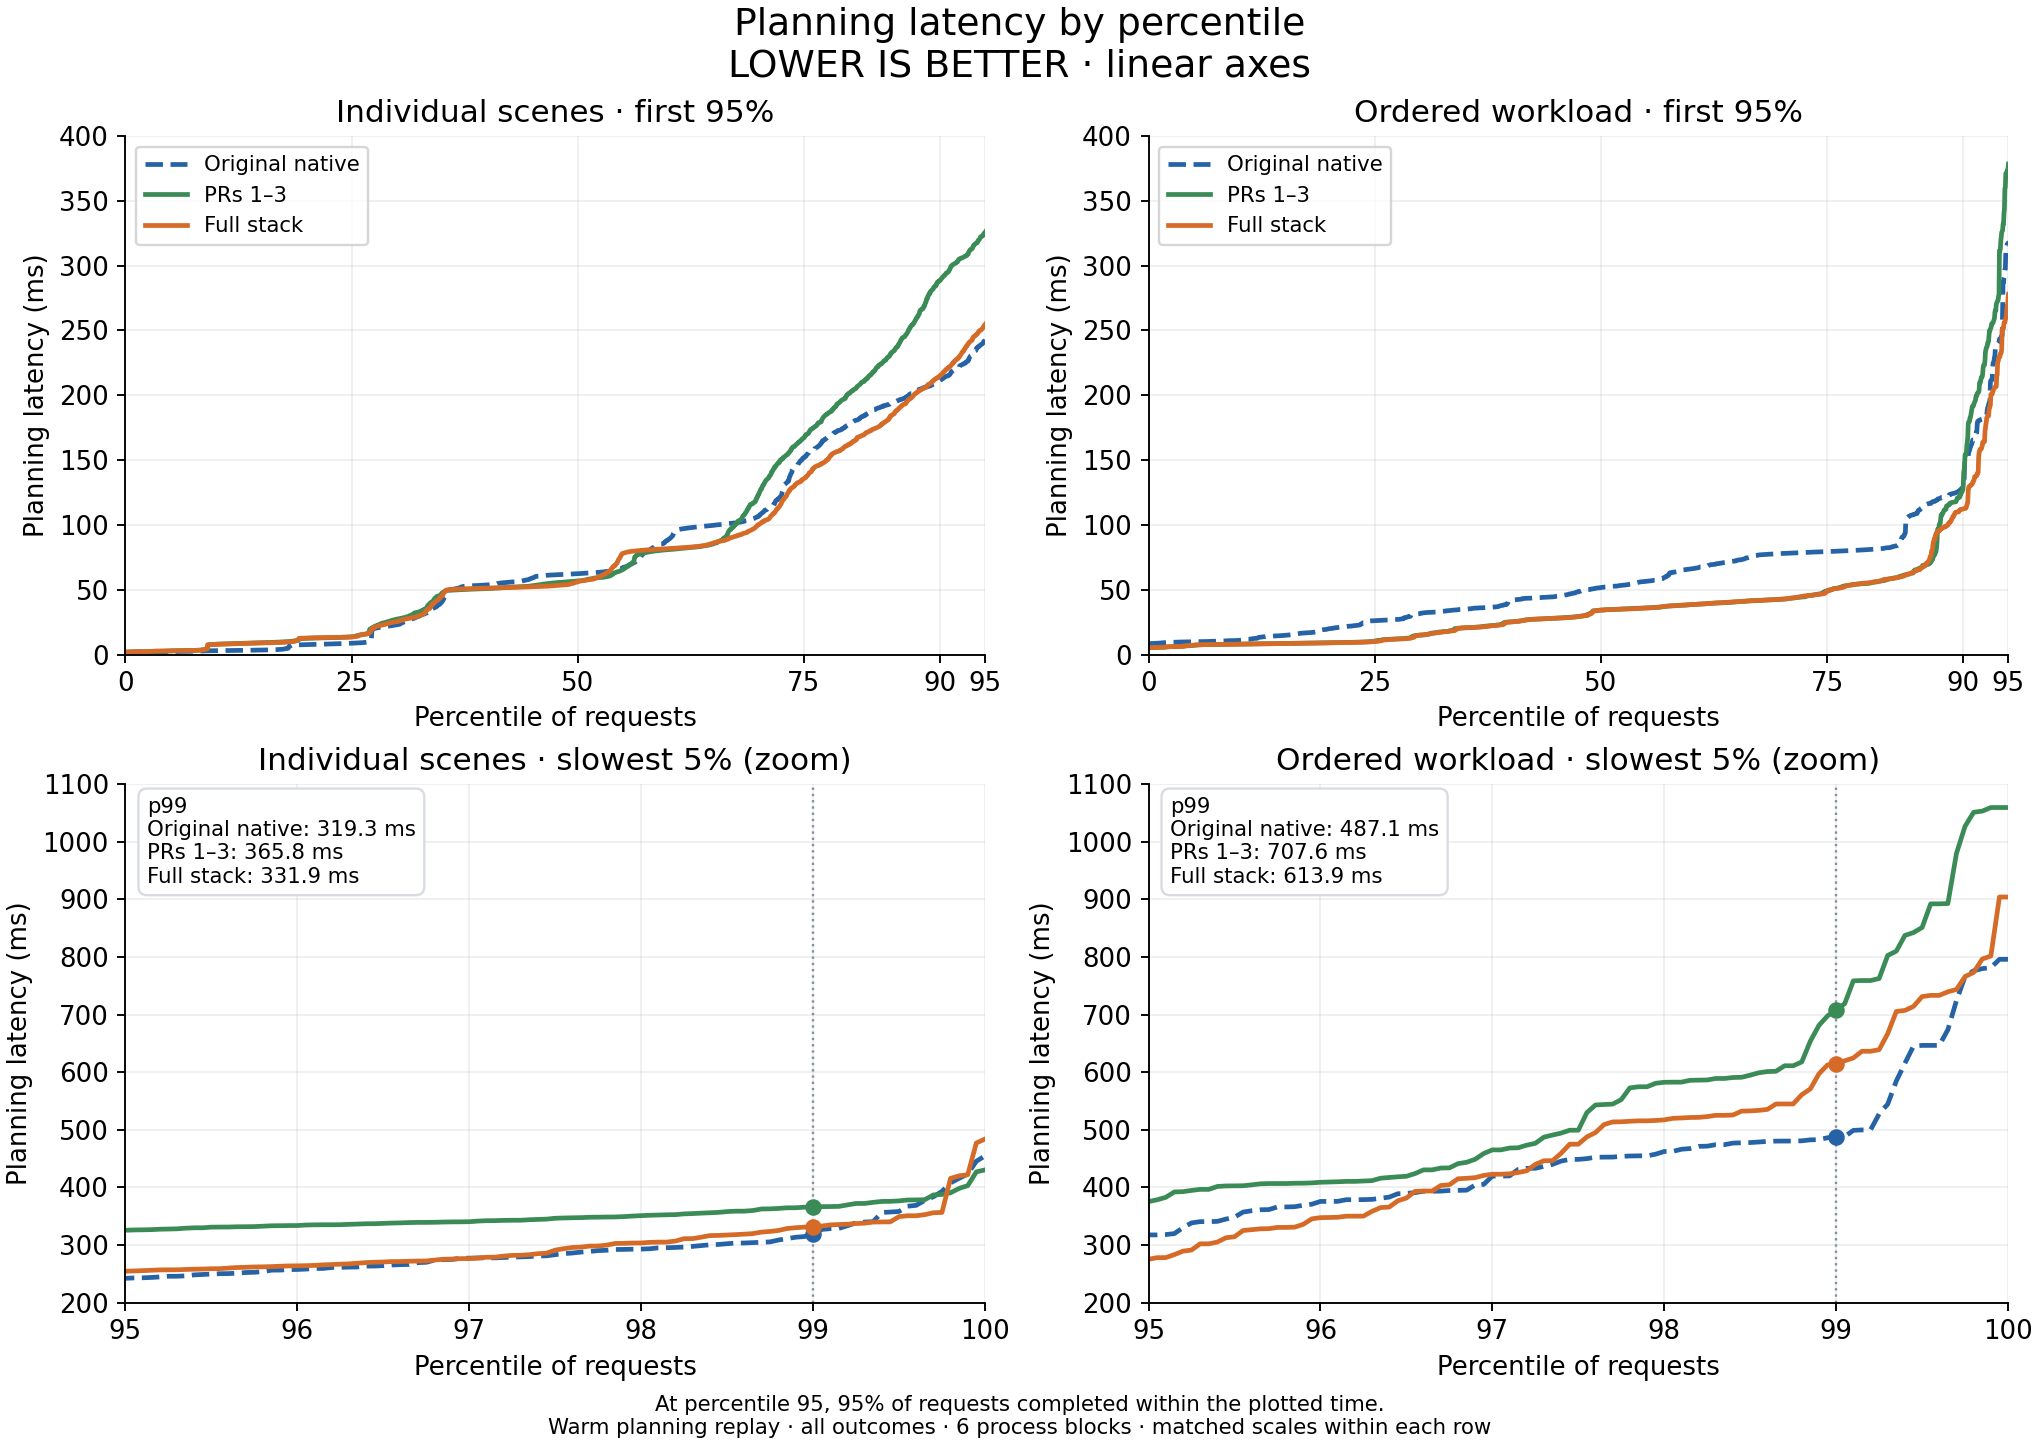 Planning latency by percentile
LOWER IS BETTER · linear axes
Individual scenes · first 95%
Planning latency (ms)
400
350
300
250
200
150
100
50
0
Original native
PRs 1–3
Full stack
0 25 50 75 90 95
Percentile of requests
Ordered workload · first 95%
Planning latency (ms)
400
350
300
250
200
150
100
50
0
Original native
PRs 1–3
Full stack
0 25 50 75 90 95
Percentile of requests
Individual scenes · slowest 5% (zoom)
Planning latency (ms)
1100
1000
900
800
700
600
500
400
300
200
p99
Original native: 319.3 ms
PRs 1–3: 365.8 ms
Full stack: 331.9 ms
95 96 97 98 99 100
Percentile of requests
Ordered workload · slowest 5% (zoom)
Planning latency (ms)
1100
1000
900
800
700
600
500
400
300
200
p99
Original native: 487.1 ms
PRs 1–3: 707.6 ms
Full stack: 613.9 ms
95 96 97 98 99 100
Percentile of requests
At percentile 95, 95% of requests completed within the plotted time.
Warm planning replay · all outcomes · 6 process blocks · matched scales within each row